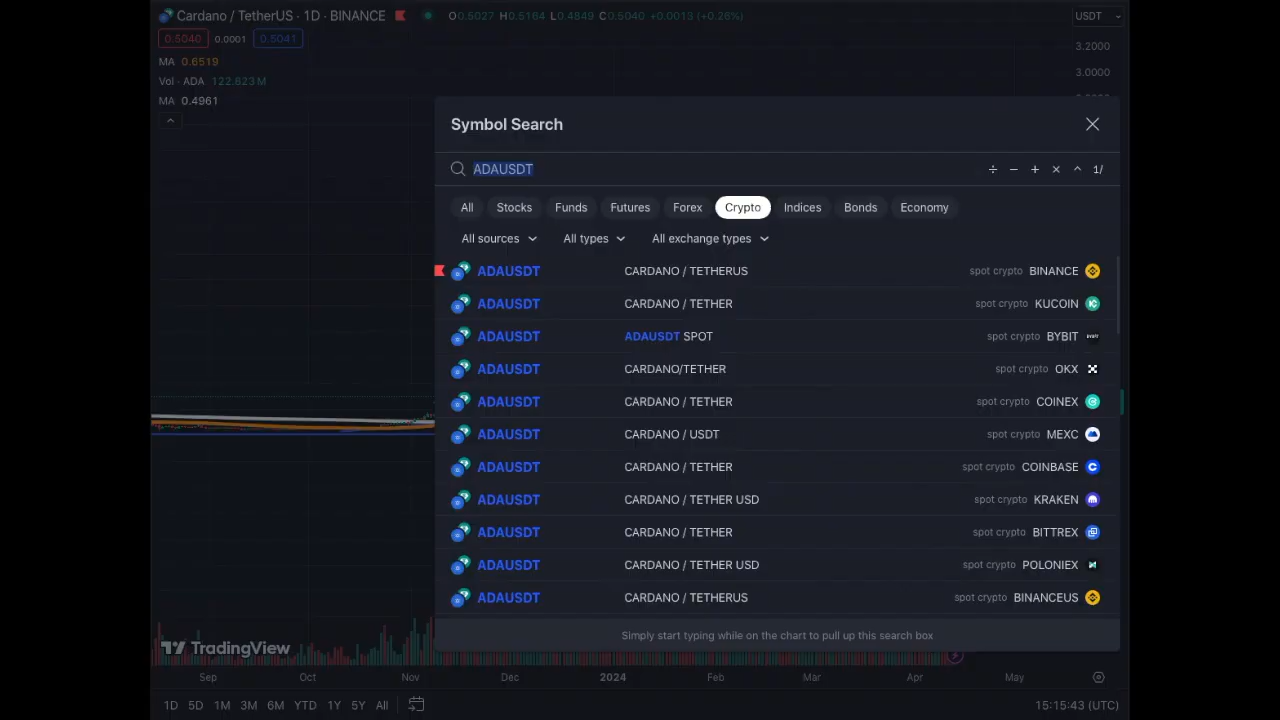 Cardano / TetherUS · 1D · BINANCE O0.5027 H0.5164 L0.4849 C0.5040 +0.0013 (+0.26%) USDT
0.5040 0.0001 0.5041
3.2000
MA 0.6519
3.0000
Vol · ADA 122.823M
MA 0.4961
Symbol Search
ADAUSDT 1/
All Stocks Funds Futures Forex Crypto Indices Bonds Economy
All sources All types All exchange types
ADAUSDT CARDANO / TETHERUS spot crypto BINANCE
ADAUSDT CARDANO / TETHER spot crypto KUCOIN
ADAUSDT ADAUSDT SPOT spot crypto BYBIT
ADAUSDT CARDANO/TETHER spot crypto OKX
ADAUSDT CARDANO / TETHER spot crypto COINEX
ADAUSDT CARDANO / USDT spot crypto MEXC
ADAUSDT CARDANO / TETHER spot crypto COINBASE
ADAUSDT CARDANO / TETHER USD spot crypto KRAKEN
ADAUSDT CARDANO / TETHER spot crypto BITTREX
ADAUSDT CARDANO / TETHER USD spot crypto POLONIEX
ADAUSDT CARDANO / TETHERUS spot crypto BINANCEUS
Simply start typing while on the chart to pull up this search box
TradingView
Sep Oct Nov Dec 2024 Feb Mar Apr May
1D 5D 1M 3M 6M YTD 1Y 5Y All 15:15:43 (UTC)